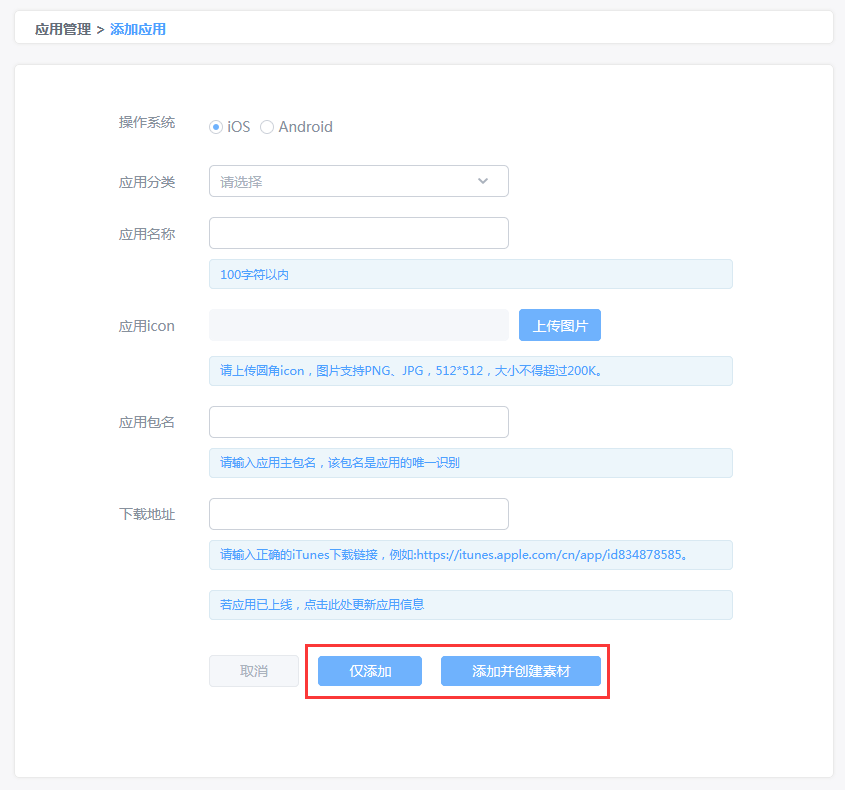 应用管理 > 添加应用
操作系统 iOS Android
应用分类 请选择
应用名称
100字符以内
应用icon 上传图片
请上传圆角icon，图片支持PNG、JPG，512*512，大小不得超过200K。
应用包名
请输入应用主包名，该包名是应用的唯一识别
下载地址
请输入正确的iTunes下载链接，例如:https://itunes.apple.com/cn/app/id834878585。
若应用已上线，点击此处更新应用信息
取消 仅添加 添加并创建素材